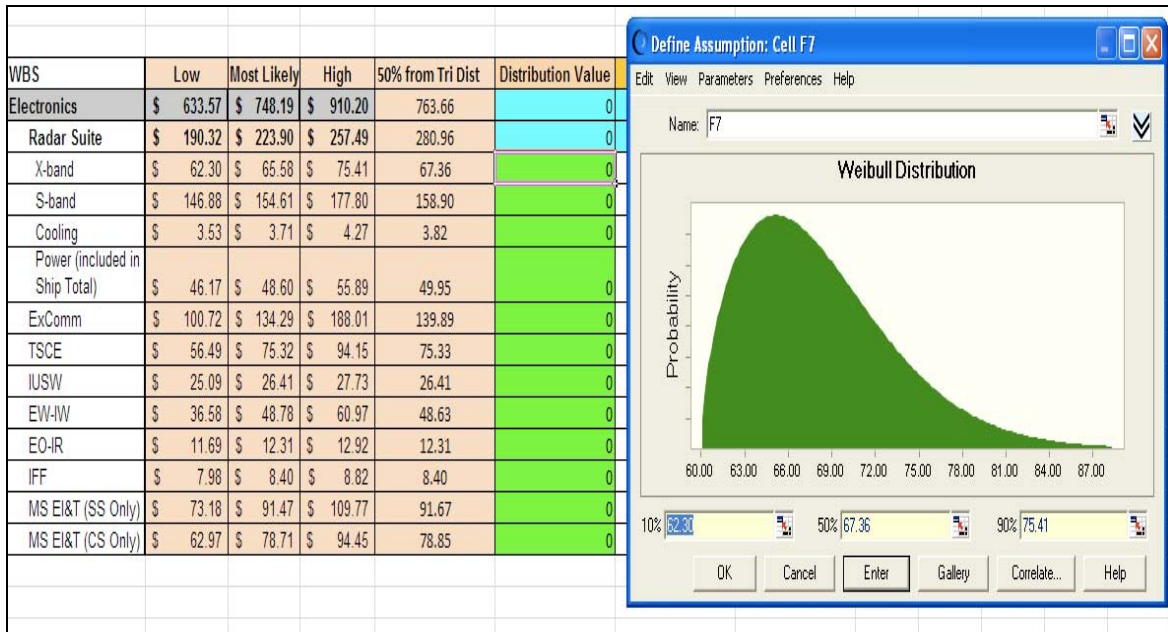 WBS Low Most Likely High 50% from Tri Dist Distribution Value
Electronics $ 633.57 $ 748.19 $ 910.20 763.66 0
Radar Suite $ 190.32 $ 223.90 $ 257.49 280.96 0
X-band $ 62.30 $ 65.58 $ 75.41 67.36 0
S-band $ 146.88 $ 154.61 $ 177.80 158.90 0
Cooling $ 3.53 $ 3.71 $ 4.27 3.82 0
Power (included in
Ship Total) $ 46.17 $ 48.60 $ 55.89 49.95 0
ExComm $ 100.72 $ 134.29 $ 188.01 139.89 0
TSCE $ 56.49 $ 75.32 $ 94.15 75.33 0
IUSW $ 25.09 $ 26.41 $ 27.73 26.41 0
EW-IW $ 36.58 $ 48.78 $ 60.97 48.63 0
EO-IR $ 11.69 $ 12.31 $ 12.92 12.31 0
IFF $ 7.98 $ 8.40 $ 8.82 8.40 0
MS EI&T (SS Only) $ 73.18 $ 91.47 $ 109.77 91.67 0
MS EI&T (CS Only) $ 62.97 $ 78.71 $ 94.45 78.85 0
Define Assumption: Cell F7
Edit View Parameters Preferences Help
Name: F7
Weibull Distribution
Probability
60.00 63.00 66.00 69.00 72.00 75.00 78.00 81.00 84.00 87.00
10% 62.30 50% 67.36 90% 75.41
OK Cancel Enter Gallery Correlate... Help